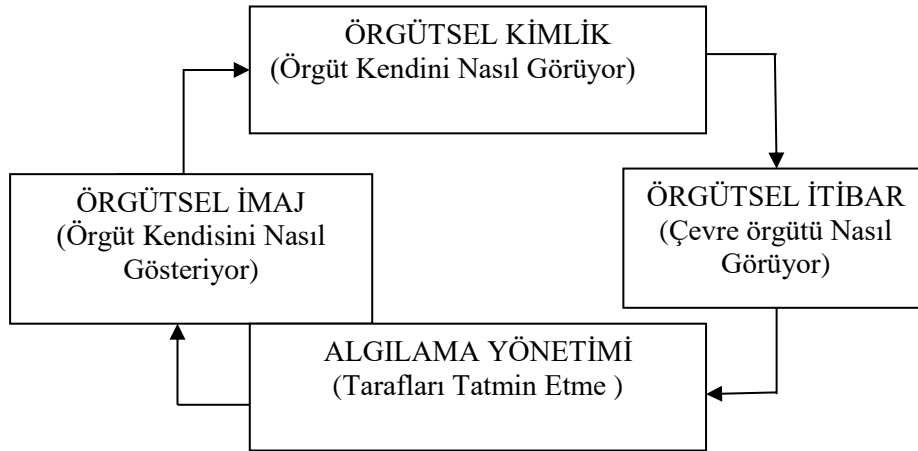 ÖRGÜTSEL KİMLİK
(Örgüt Kendini Nasıl Görüyor)
ÖRGÜTSEL İMAJ
(Örgüt Kendisini Nasıl
Gösteriyor)
ÖRGÜTSEL İTİBAR
(Çevre örgütü Nasıl
Görüyor)
ALGILAMA YÖNETİMİ
(Tarafları Tatmin Etme )